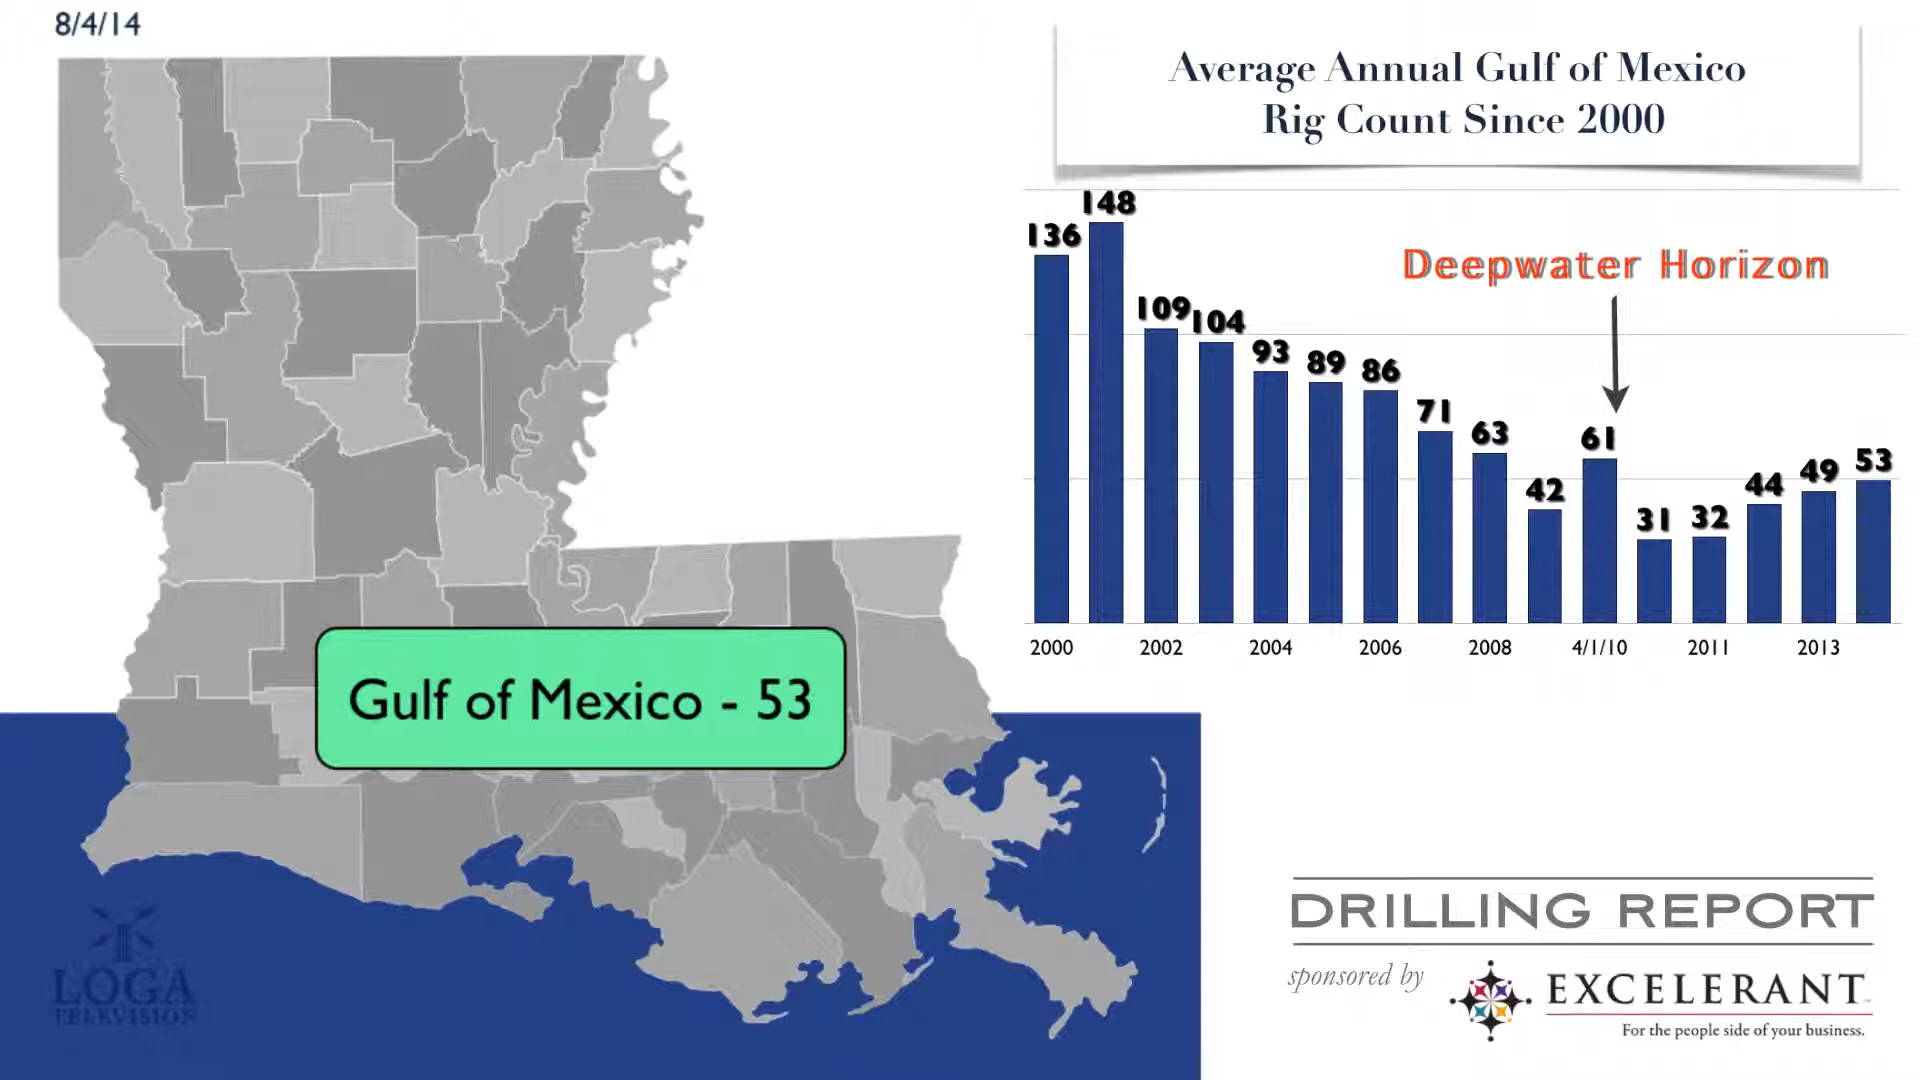 8/4/14
Average Annual Gulf of Mexico
Rig Count Since 2000
136
148
109
104
93
89
86
71
63
42
61
31
32
44
49
53
Deepwater Horizon
2000
2002
2004
2006
2008
4/1/10
2011
2013
Gulf of Mexico - 53
LOGA
TELEVISION
DRILLING REPORT
sponsored by
EXCELERANT
For the people side of your business.